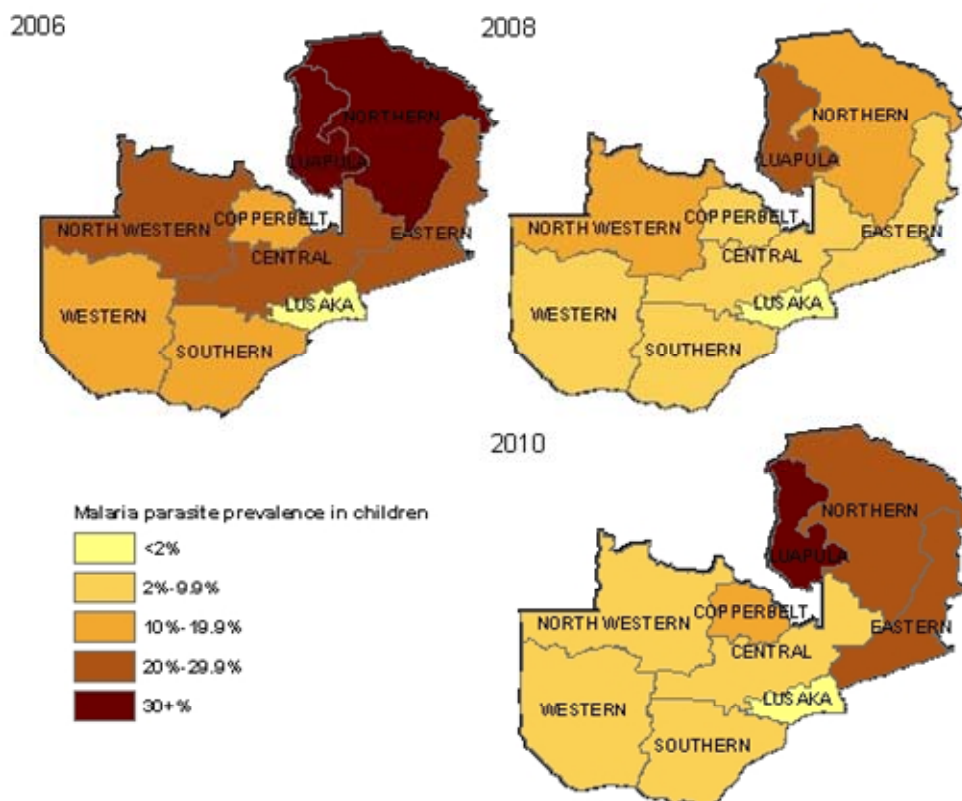 2006
NORTHERN
LUAPULA
COPPERBELT
NORTH WESTERN
EASTERN
CENTRAL
LUSAKA
WESTERN
SOUTHERN
2008
NORTHERN
LUAPULA
COPPERBELT
NORTH WESTERN
EASTERN
CENTRAL
LUSAKA
WESTERN
SOUTHERN
2010
NORTHERN
LUAPULA
COPPERBELT
NORTH WESTERN
EASTERN
CENTRAL
LUSAKA
WESTERN
SOUTHERN
Malaria parasite prevalence in children
<2%
2%-9.9%
10%-19.9%
20%-29.9%
30+%